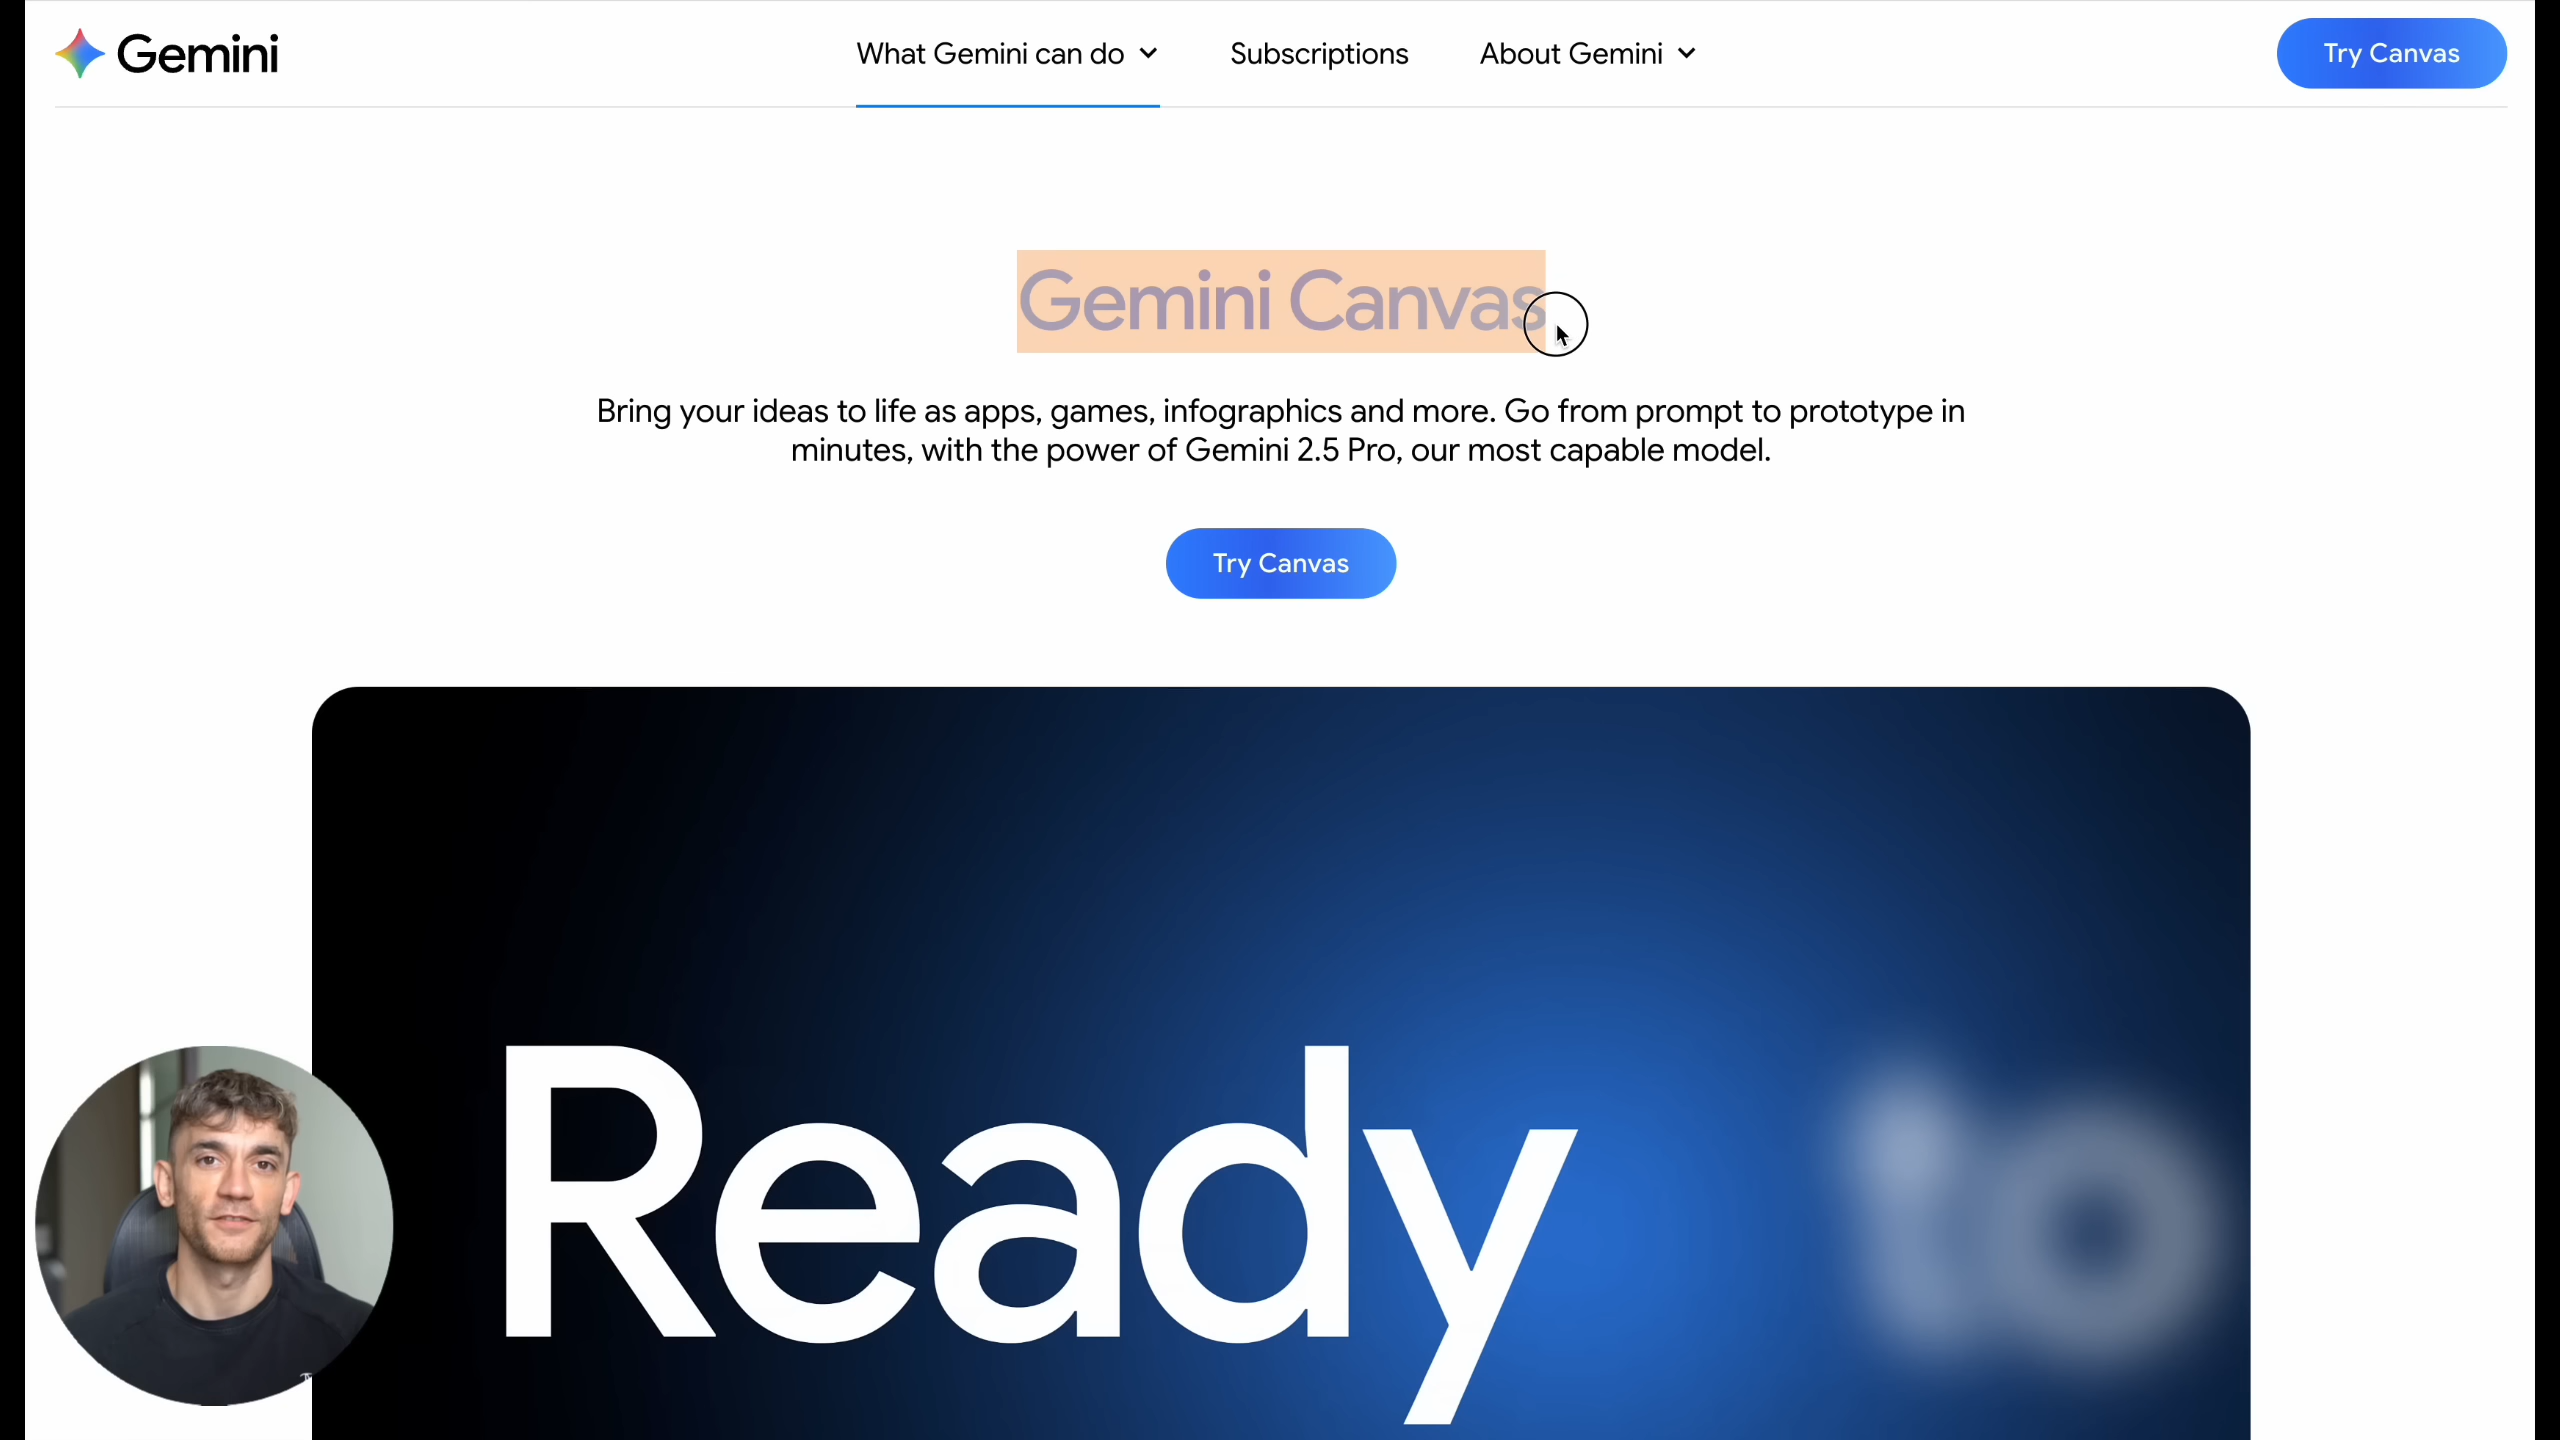 Gemini
What Gemini can do
Subscriptions
About Gemini
Try Canvas
Gemini Canvas
Bring your ideas to life as apps, games, infographics and more. Go from prompt to prototype in
minutes, with the power of Gemini 2.5 Pro, our most capable model.
Try Canvas
Ready to